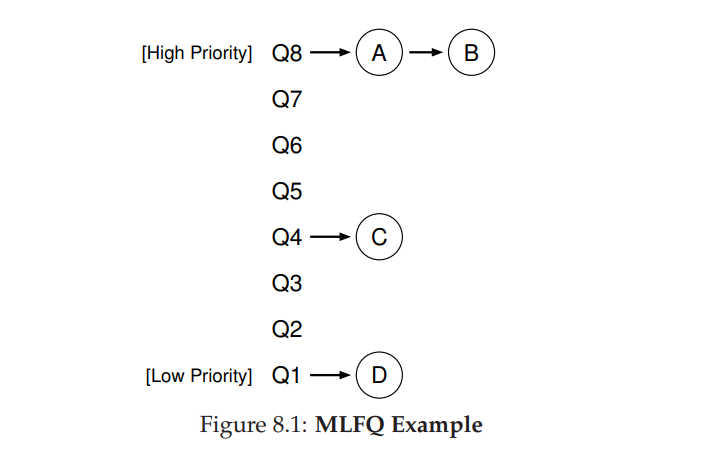 [High Priority] Q8 A B
Q7
Q6
Q5
Q4 C
Q3
Q2
[Low Priority] Q1 D
Figure 8.1: MLFQ Example